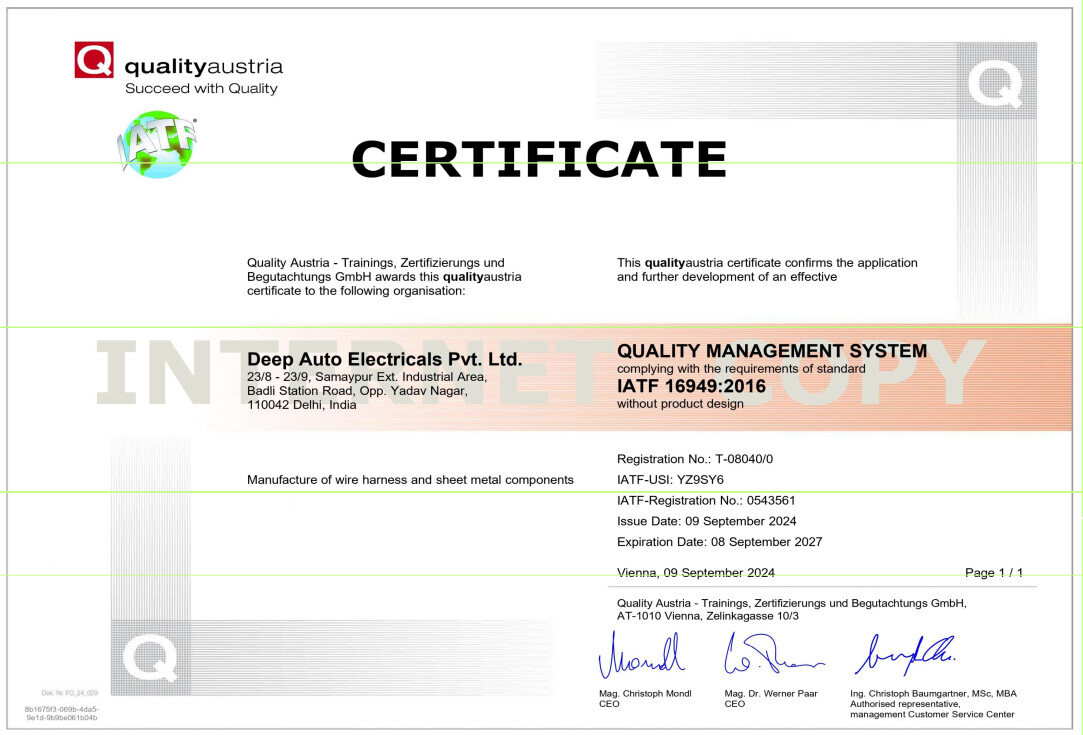 Q qualityaustria
Succeed with Quality
IATF
Q
CERTIFICATE
Quality Austria - Trainings, Zertifizierungs und
Begutachtungs GmbH awards this qualityaustria
certificate to the following organisation:
This qualityaustria certificate confirms the application
and further development of an effective
INTERNET COPY
Deep Auto Electricals Pvt. Ltd.
23/8 - 23/9, Samaypur Ext. Industrial Area,
Badli Station Road, Opp. Yadav Nagar,
110042 Delhi, India
QUALITY MANAGEMENT SYSTEM
complying with the requirements of standard
IATF 16949:2016
without product design
Manufacture of wire harness and sheet metal components
Registration No.: T-08040/0
IATF-USI: YZ9SY6
IATF-Registration No.: 0543561
Issue Date: 09 September 2024
Expiration Date: 08 September 2027
Vienna, 09 September 2024 Page 1 / 1
Quality Austria - Trainings, Zertifizierungs und Begutachtungs GmbH,
AT-1010 Vienna, Zelinkagasse 10/3
Q
Mag. Christoph Mondl
CEO
Mag. Dr. Werner Paar
CEO
Ing. Christoph Baumgartner, MSc, MBA
Authorised representative,
management Customer Service Center
Dok. Nr. FO_24_029
8b1675f3-069b-4da5-
9e1d-9b9be061b04b